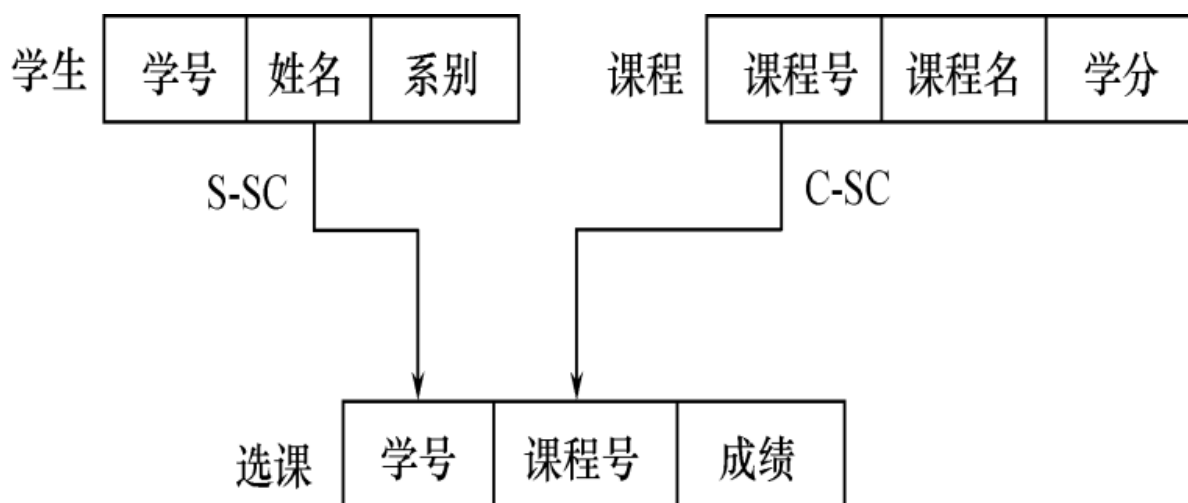 学生 学号 姓名 系别 课程 课程号 课程名 学分
S-SC C-SC
选课 学号 课程号 成绩